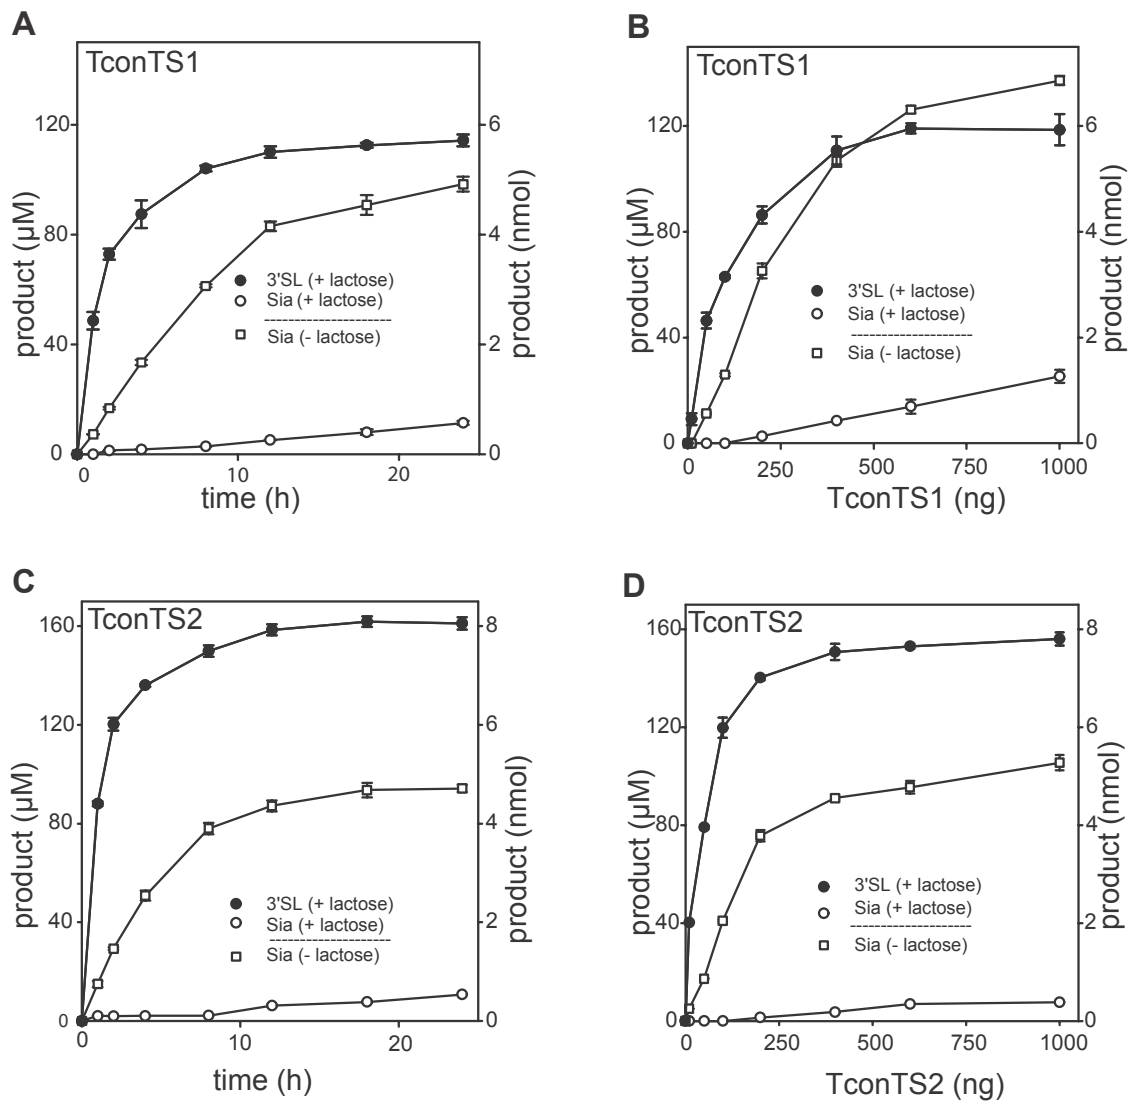 A
TconTS1
product (µM)
120
80
40
0
6
4
2
0
product (nmol)
3'SL (+ lactose)
Sia (+ lactose)
---------------------
Sia (- lactose)
0
10
20
time (h)
B
TconTS1
product (µM)
120
80
40
0
6
4
2
0
product (nmol)
3'SL (+ lactose)
Sia (+ lactose)
---------------------
Sia (- lactose)
0
250
500
750
1000
TconTS1 (ng)
C
TconTS2
product (µM)
160
120
80
40
0
8
6
4
2
0
product (nmol)
3'SL (+ lactose)
Sia (+ lactose)
---------------------
Sia (- lactose)
0
10
20
time (h)
D
TconTS2
product (µM)
160
120
80
40
0
8
6
4
2
0
product (nmol)
3'SL (+ lactose)
Sia (+ lactose)
---------------------
Sia (- lactose)
0
250
500
750
1000
TconTS2 (ng)